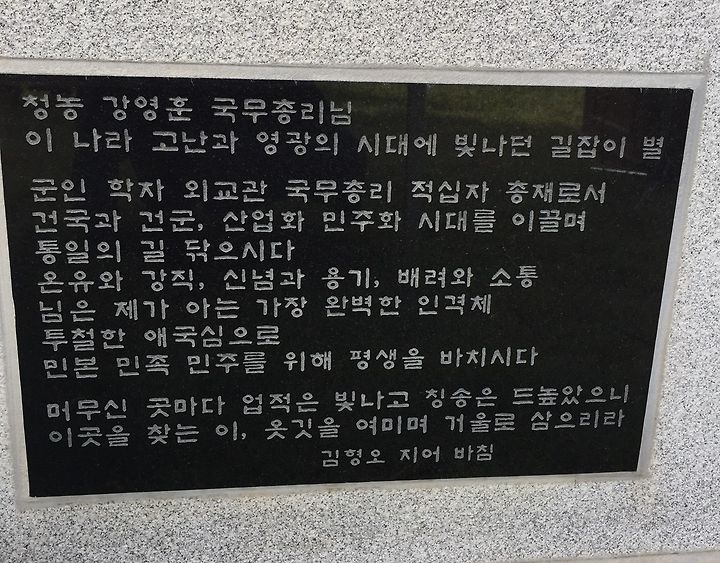 청농 강영훈 국무총리님
이 나라 고난과 영광의 시대에 빛나던 길잡이 별
군인 학자 외교관 국무총리 적십자 총재로서
건국과 건군, 산업화 민주화 시대를 이끌며
통일의 길 닦으시다
온유와 강직, 신념과 용기, 배려와 소통
님은 제가 아는 가장 완벽한 인격체
투철한 애국심으로
민본 민족 민주를 위해 평생을 바치시다
머무신 곳마다 업적은 빛나고 칭송은 드높았으니
이곳을 찾는 이, 옷깃을 여미며 거울로 삼으리라
김형오 지어 바침